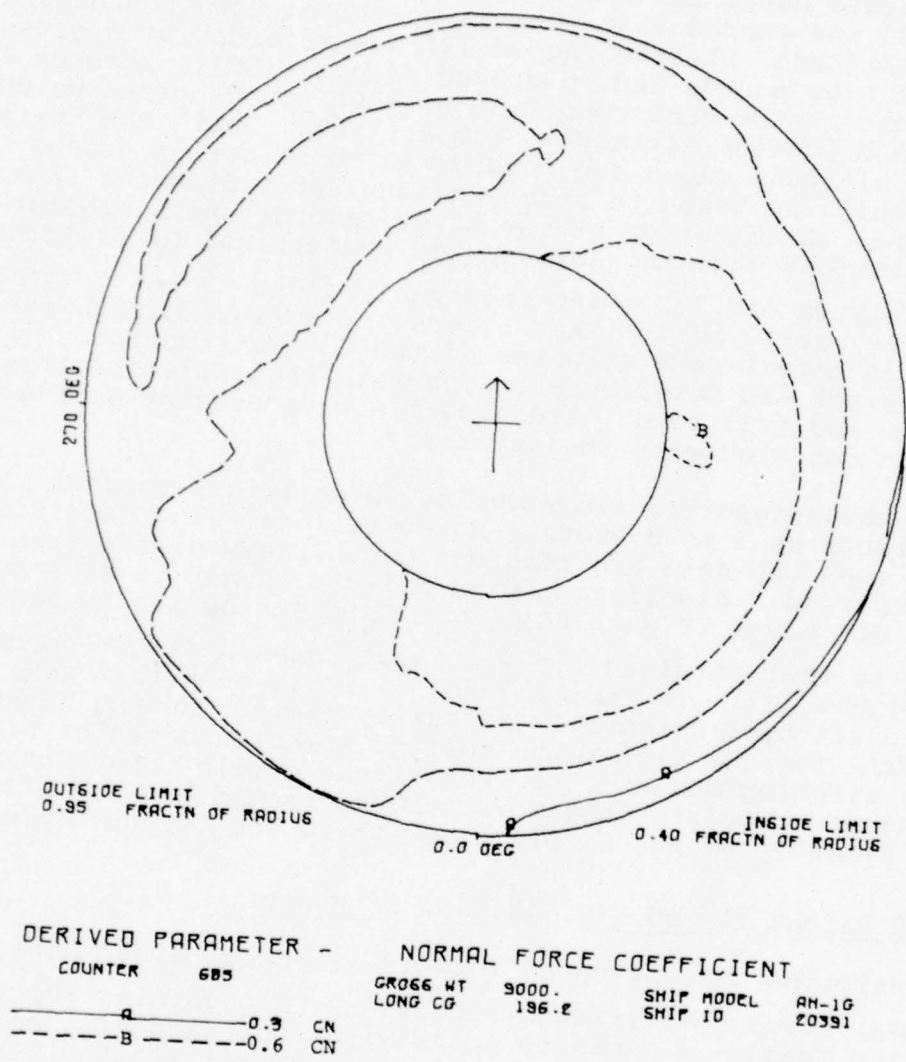 270 DEG
B
OUTSIDE LIMIT
0.95 FRACTN OF RADIUS
A
A
0.0 DEG
INSIDE LIMIT
0.40 FRACTN OF RADIUS
DERIVED PARAMETER -
NORMAL FORCE COEFFICIENT
COUNTER 685
GROSS WT 9000.
LONG CG 196.2
SHIP MODEL AH-1G
SHIP ID 20391
A 0.3 CN
B 0.6 CN